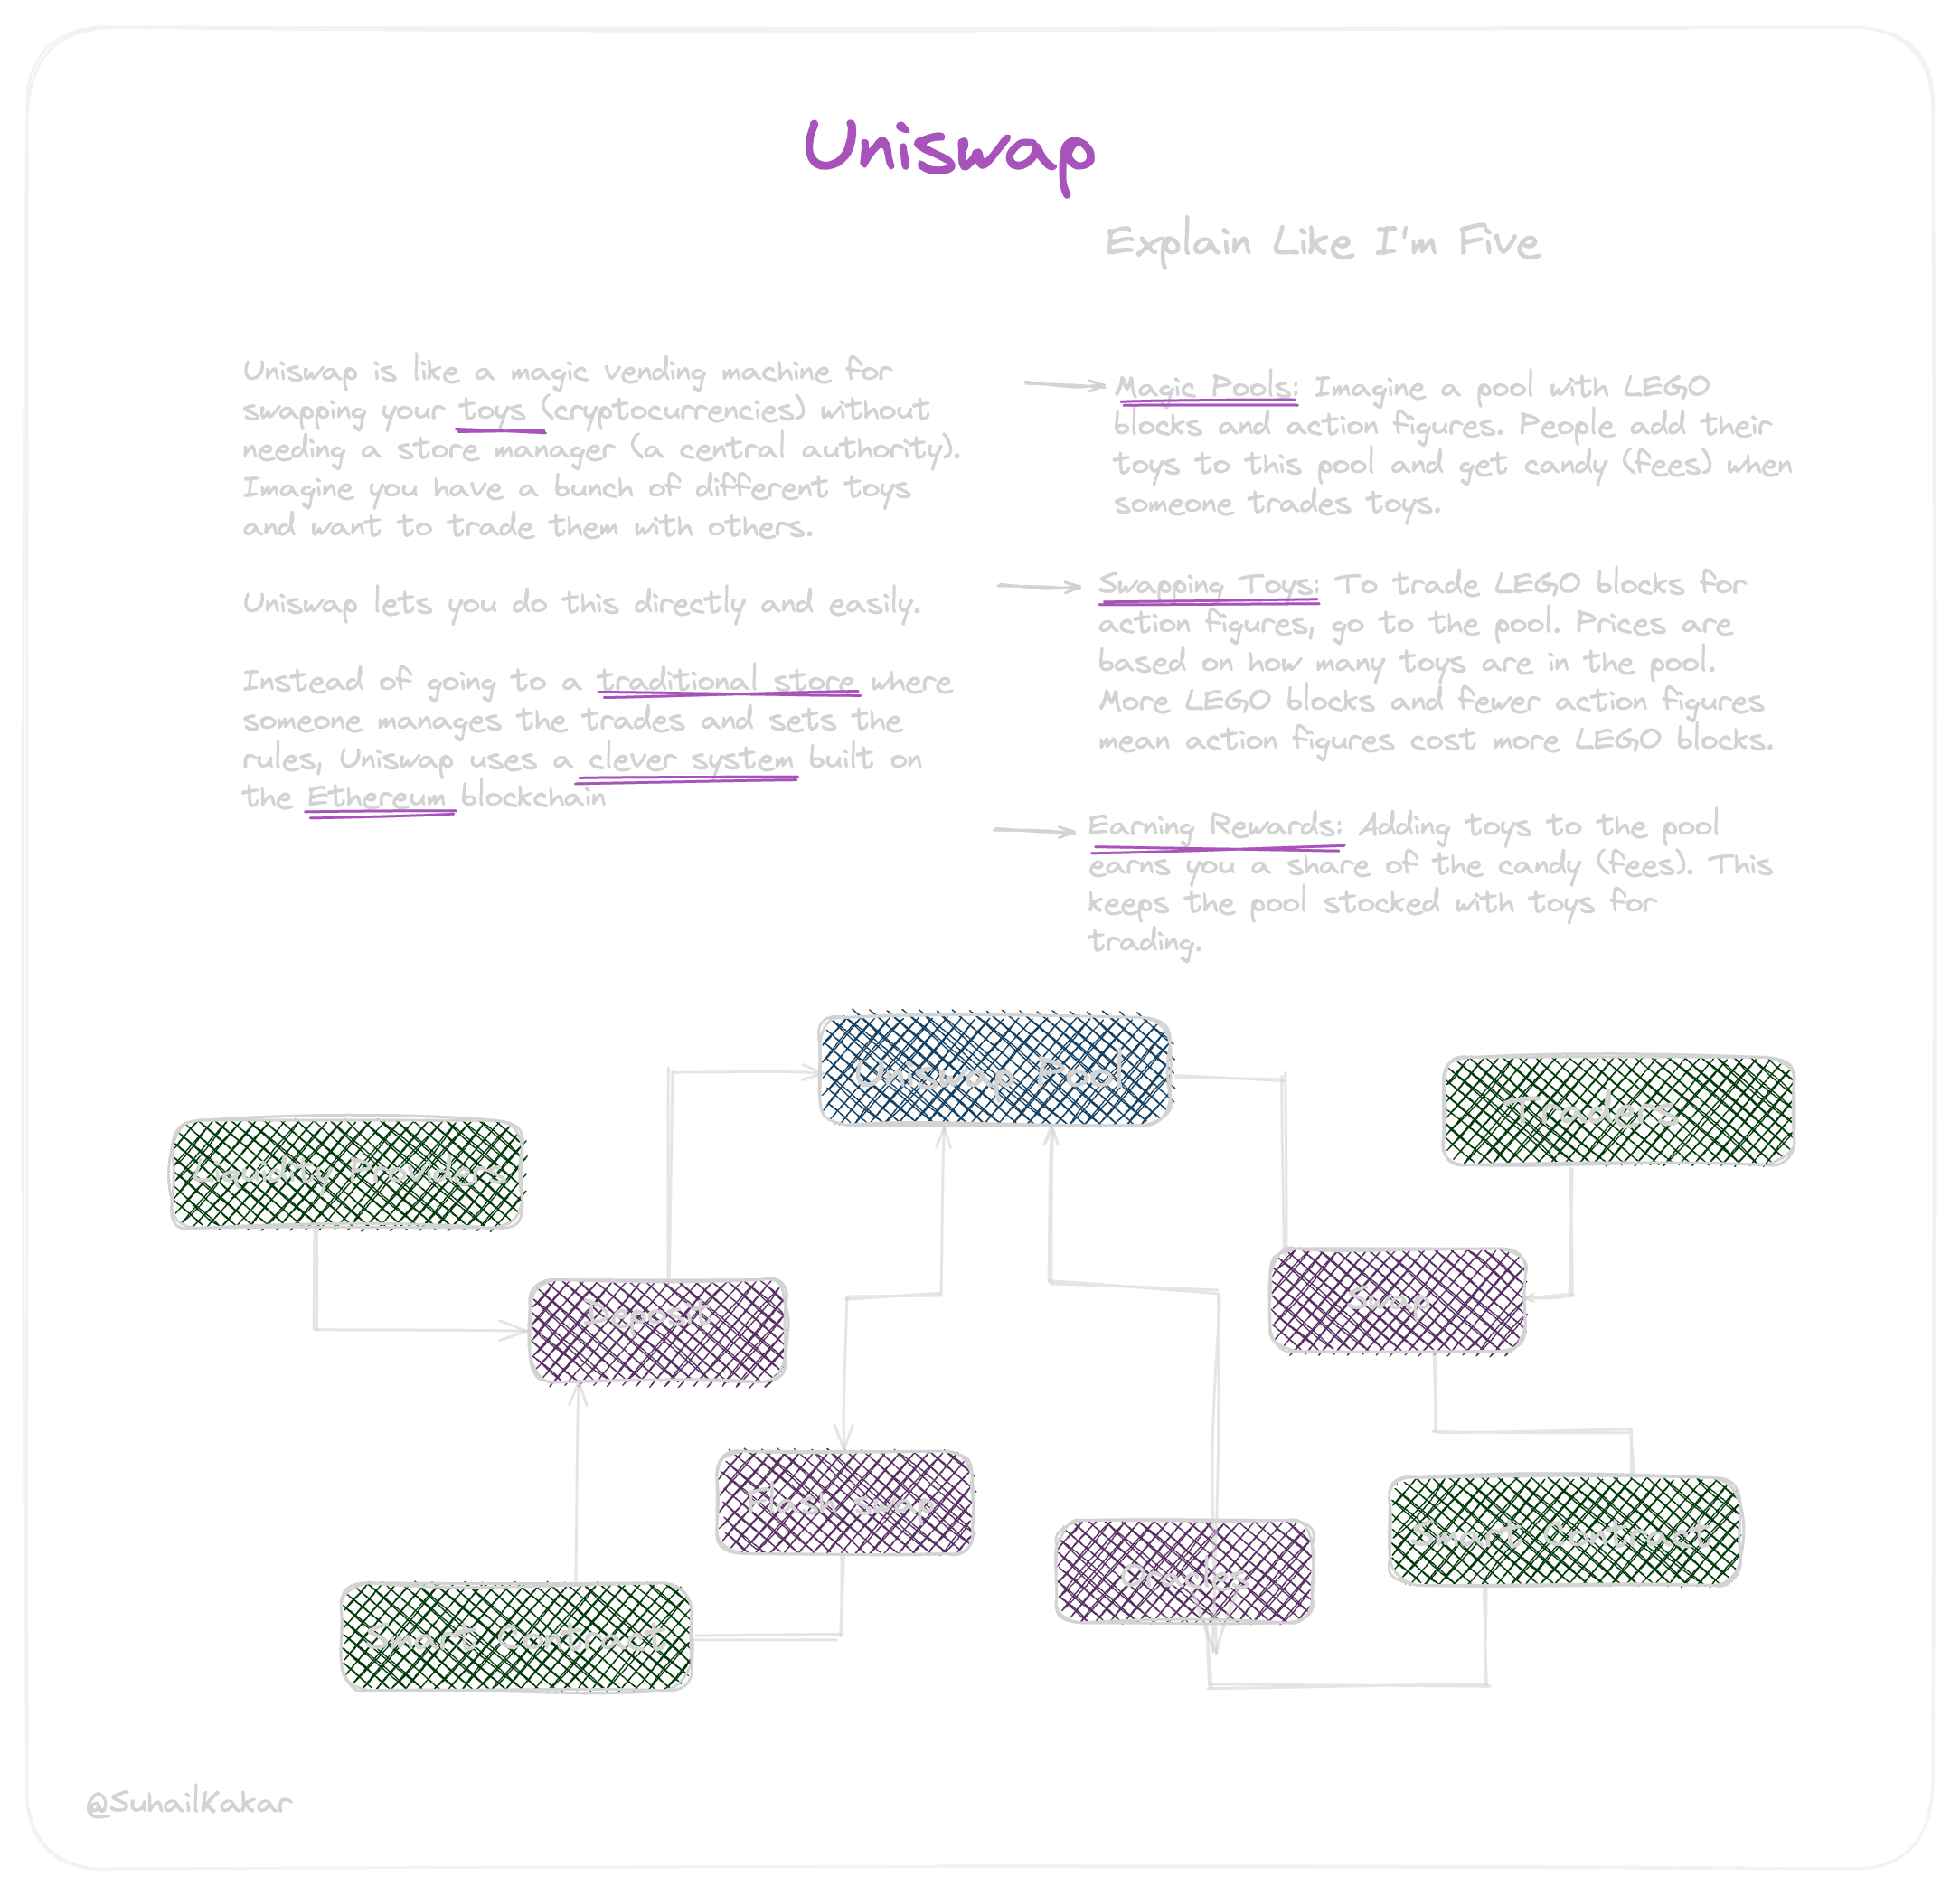 Uniswap
Explain Like I'm Five
Uniswap is like a magic vending machine for
swapping your toys (cryptocurrencies) without
needing a store manager (a central authority).
Imagine you have a bunch of different toys
and want to trade them with others.
Uniswap lets you do this directly and easily.
Instead of going to a traditional store where
someone manages the trades and sets the
rules, Uniswap uses a clever system built on
the Ethereum blockchain
Magic Pools: Imagine a pool with LEGO
blocks and action figures. People add their
toys to this pool and get candy (fees) when
someone trades toys.
Swapping Toys: To trade LEGO blocks for
action figures, go to the pool. Prices are
based on how many toys are in the pool.
More LEGO blocks and fewer action figures
mean action figures cost more LEGO blocks.
Earning Rewards: Adding toys to the pool
earns you a share of the candy (fees). This
keeps the pool stocked with toys for
trading.
Uniswap Pool
Traders
Liquidity Providers
Deposit
Swap
Flash swap
Smart Contract
Oracles
Smart Contract
@SuhailKakar